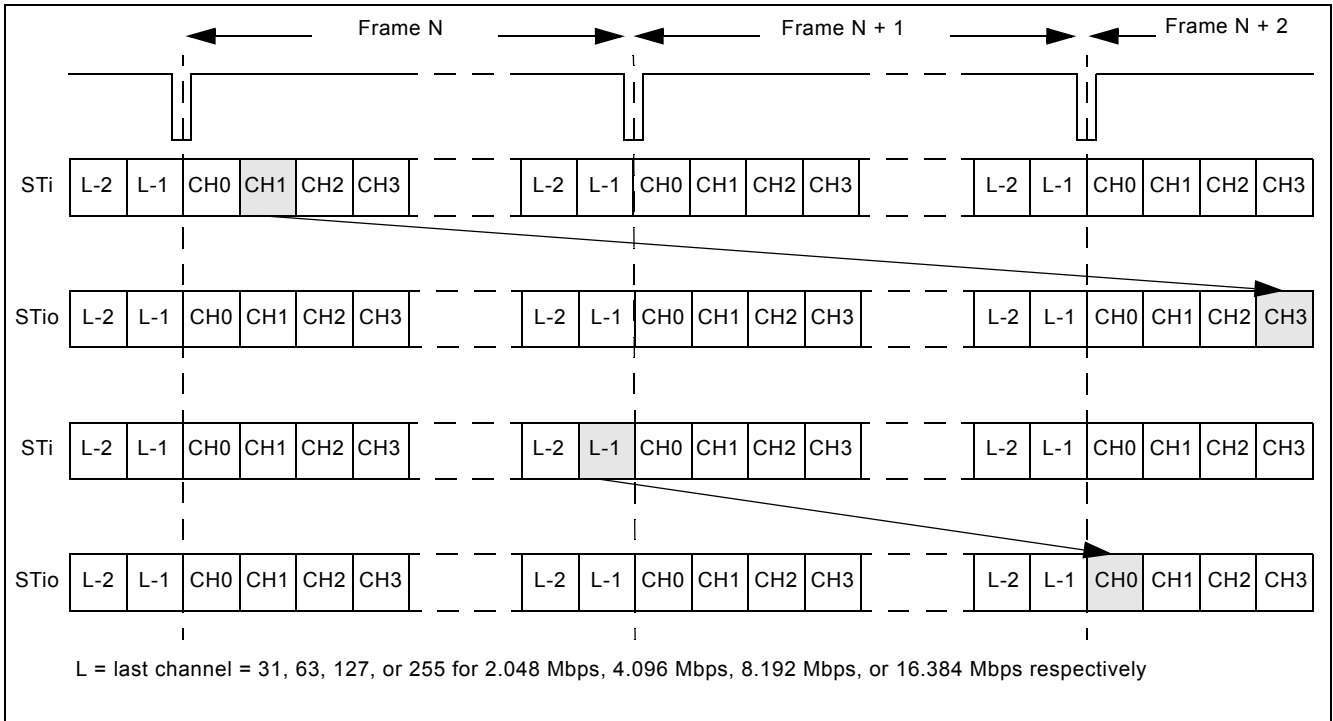 Frame N Frame N + 1 Frame N + 2
STi L-2 L-1 CH0 CH1 CH2 CH3 L-2 L-1 CH0 CH1 CH2 CH3 L-2 L-1 CH0 CH1 CH2 CH3
STio L-2 L-1 CH0 CH1 CH2 CH3 L-2 L-1 CH0 CH1 CH2 CH3 L-2 L-1 CH0 CH1 CH2 CH3
STi L-2 L-1 CH0 CH1 CH2 CH3 L-2 L-1 CH0 CH1 CH2 CH3 L-2 L-1 CH0 CH1 CH2 CH3
STio L-2 L-1 CH0 CH1 CH2 CH3 L-2 L-1 CH0 CH1 CH2 CH3 L-2 L-1 CH0 CH1 CH2 CH3
L = last channel = 31, 63, 127, or 255 for 2.048 Mbps, 4.096 Mbps, 8.192 Mbps, or 16.384 Mbps respectively